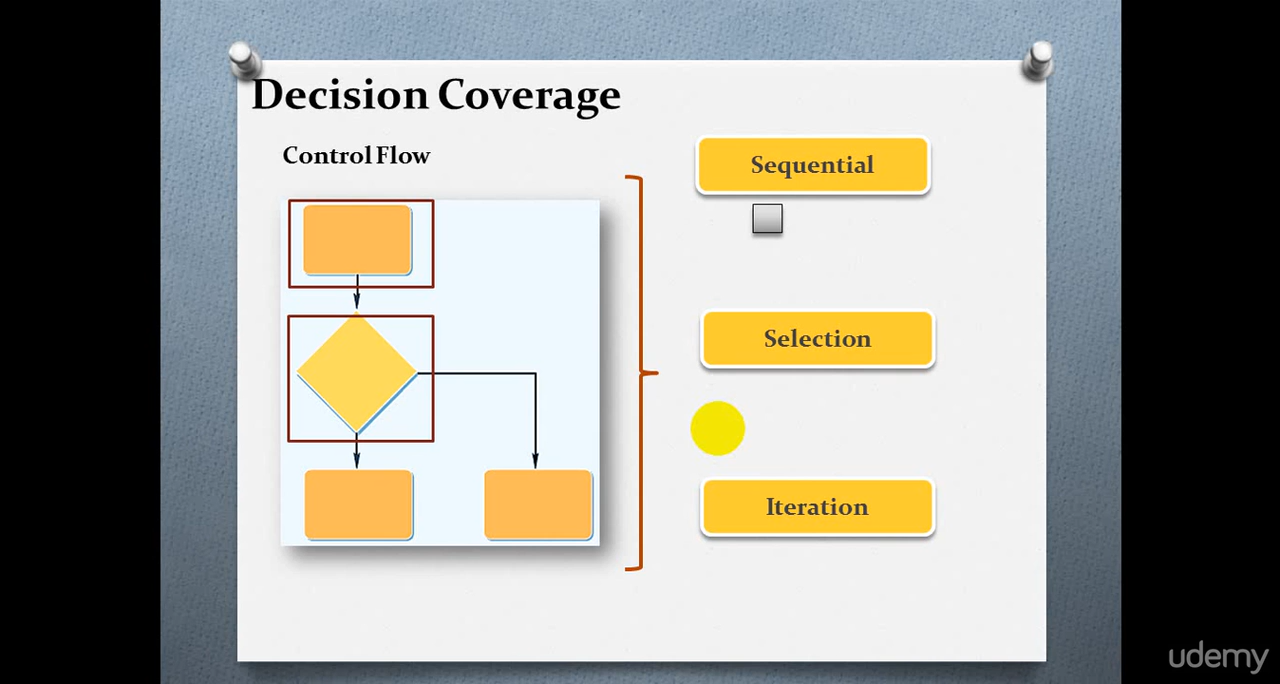 Decision Coverage
Control Flow
Sequential
Selection
Iteration
udemy